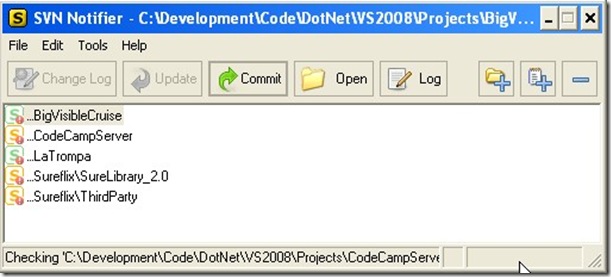 SVN Notifier - C:\Development\Code\DotNet\VS2008\Projects\BigV...
File Edit Tools Help
Change Log Update Commit Open Log
...BigVisibleCruise
...CodeCampServer
...LaTrompa
...Sureflix\SureLibrary_2.0
...Sureflix\ThirdParty
Checking 'C:\Development\Code\DotNet\VS2008\Projects\CodeCampServe